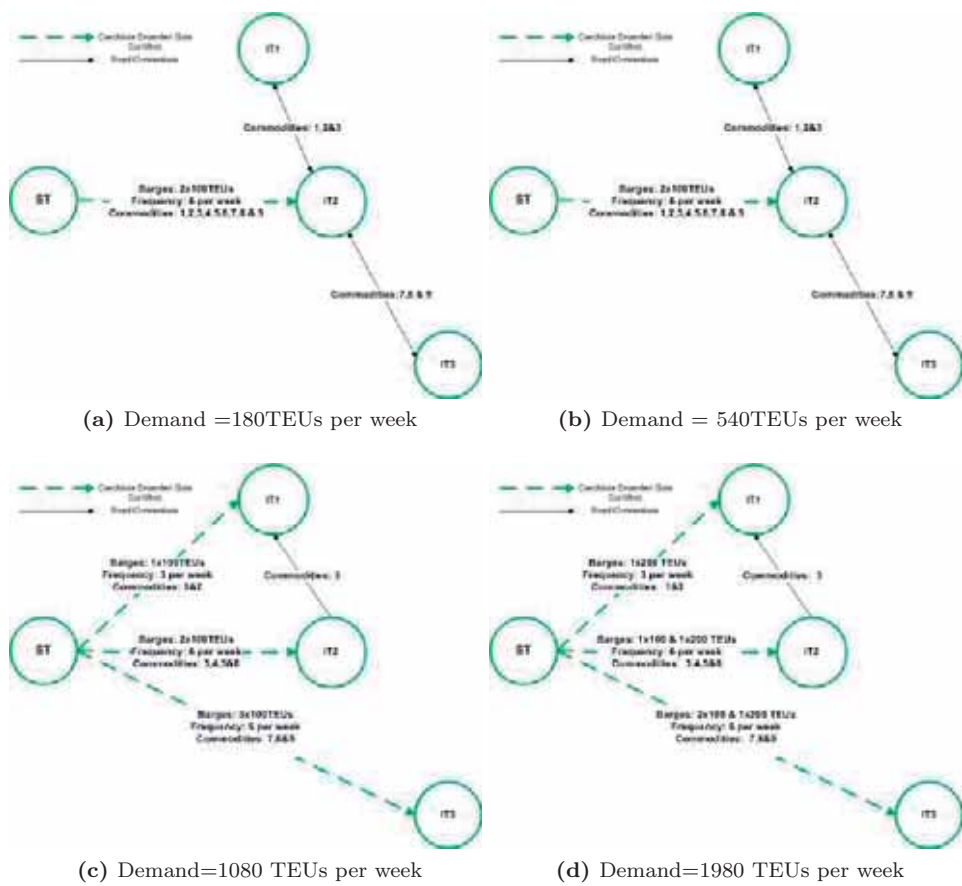 IT1
IT1
Commodities: 1,2&3
Commodities: 1,2&3
ST
Barges: 2x100TEUs
Frequency: 6 per week
Commodities: 1,2,3,4,5,6,7,8 & 9
IT2
ST
Barges: 2x100TEUs
Frequency: 6 per week
Commodities: 1,2,3,4,5,6,7,8 & 9
IT2
Commodities:7,8 & 9
Commodities:7,8 & 9
IT3
IT3
(a) Demand =180TEUs per week
(b) Demand = 540TEUs per week
IT1
IT1
Barges: 1x100TEUs
Frequency: 3 per week
Commodities:
Commodities: 3
Barges: 1x200 TEUs
Frequency: 3 per week
Commodities: 1&2
Commodities: 3
ST
Barges: 2x100TEUs
Frequency: 6 per week
Commodities: 3,4,5&6
IT2
ST
Barges: 1x100 & 1x200 TEUs
Frequency: 6 per week
Commodities: 3,4,5&6
IT2
Barges:
Frequency: 6 per week
Commodities: 7,8&9
Barges: 2x100 & 1x200 TEUs
Frequency: 6 per week
Commodities: 7,8&9
IT3
IT3
(c) Demand=1080 TEUs per week
(d) Demand=1980 TEUs per week